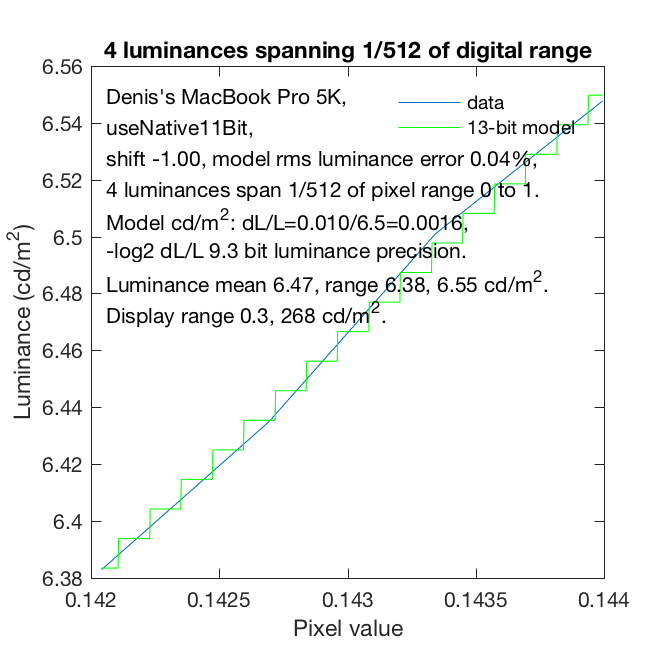 4 luminances spanning 1/512 of digital range
6.56
6.54
6.52
6.5
6.48
6.46
6.44
6.42
6.4
6.38
Luminance (cd/m²)
Denis's MacBook Pro 5K,
useNative11Bit,
shift -1.00, model rms luminance error 0.04%,
4 luminances span 1/512 of pixel range 0 to 1.
Model cd/m²: dL/L=0.010/6.5=0.0016,
-log2 dL/L 9.3 bit luminance precision.
Luminance mean 6.47, range 6.38, 6.55 cd/m².
Display range 0.3, 268 cd/m².
data
13-bit model
0.142 0.1425 0.143 0.1435 0.144
Pixel value